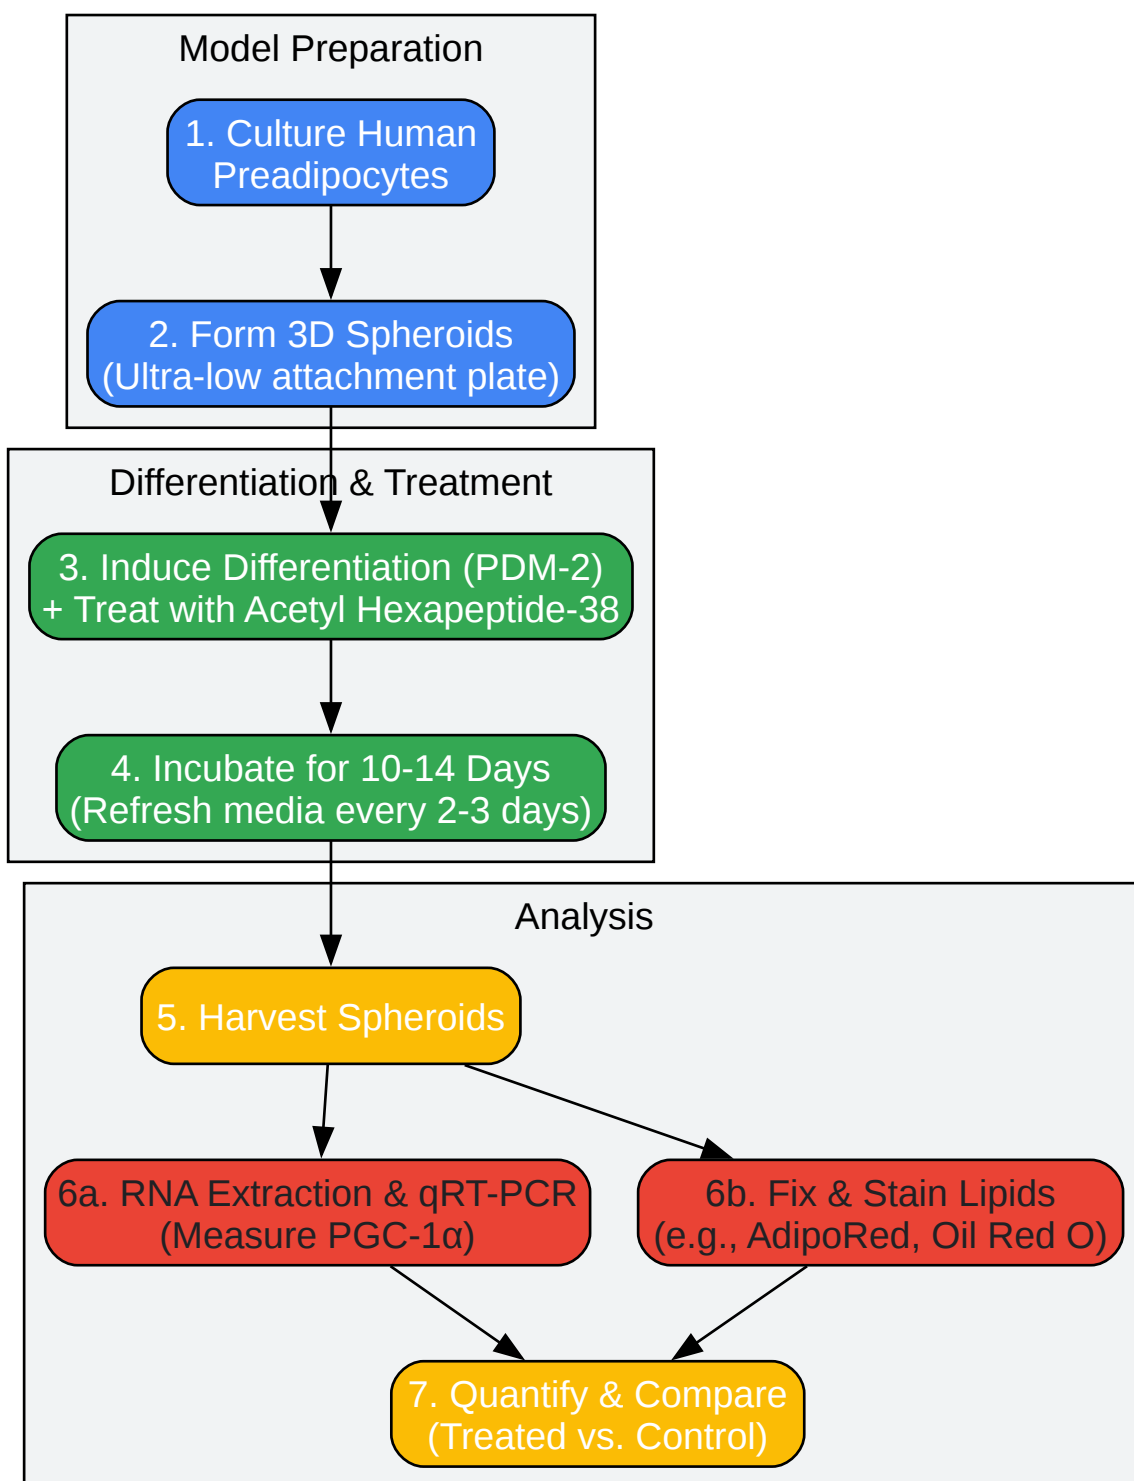 Model Preparation
1. Culture Human
Preadipocytes
2. Form 3D Spheroids
(Ultra-low attachment plate)
Differentiation & Treatment
3. Induce Differentiation (PDM-2)
+ Treat with Acetyl Hexapeptide-38
4. Incubate for 10-14 Days
(Refresh media every 2-3 days)
Analysis
5. Harvest Spheroids
6a. RNA Extraction & qRT-PCR
(Measure PGC-1α)
6b. Fix & Stain Lipids
(e.g., AdipoRed, Oil Red O)
7. Quantify & Compare
(Treated vs. Control)